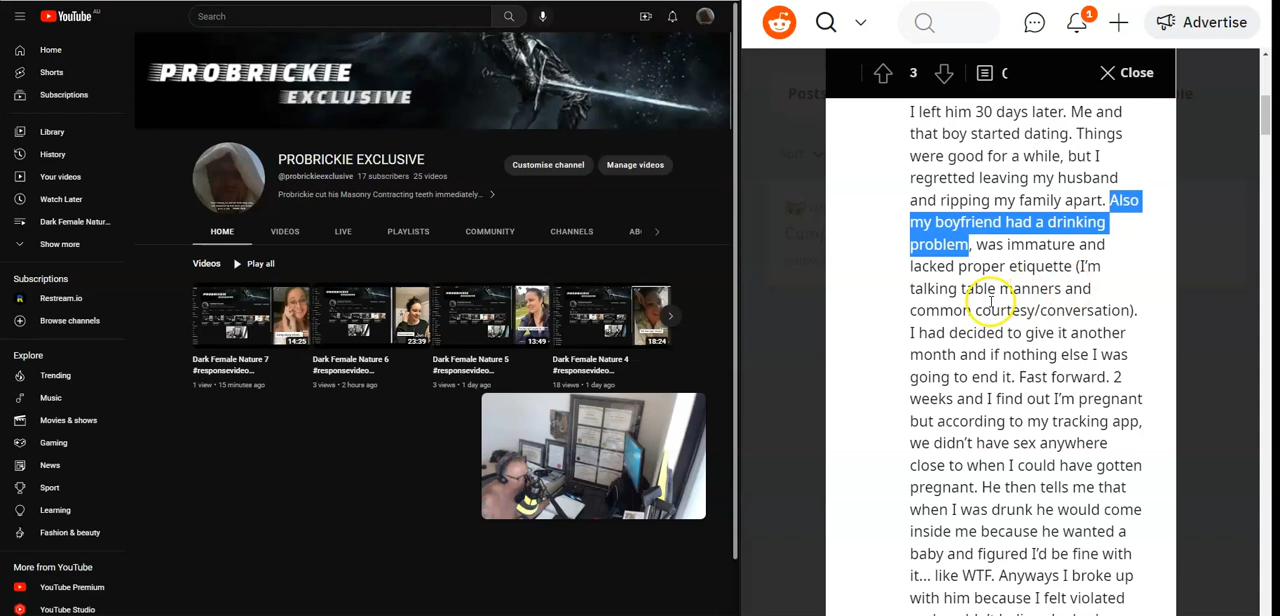 YouTube AU
Search
Home
Shorts
Subscriptions
Library
History
Your videos
Watch Later
Dark Female Natur...
Show more
Subscriptions
Restream.io
Browse channels
Explore
Trending
Music
Movies & shows
Gaming
News
Sport
Learning
Fashion & beauty
More from YouTube
YouTube Premium
YouTube Studio
PROBRICKIE
EXCLUSIVE
PROBRICKIE EXCLUSIVE
@probrickieexclusive 17 subscribers 25 videos
Probrickie cut his Masonry Contracting teeth immediately...
Customise channel
Manage videos
HOME VIDEOS LIVE PLAYLISTS COMMUNITY CHANNELS AB
Videos Play all
14:25
23:39
13:49
18:24
Dark Female Nature 7
#responsevideo...
1 view • 15 minutes ago
Dark Female Nature 6
#responsevideo...
3 views • 2 hours ago
Dark Female Nature 5
#responsevideo...
3 views • 1 day ago
Dark Female Nature 4
#responsevideo...
18 views • 1 day ago
1
Advertise
3
Close
Posts
I left him 30 days later. Me and
that boy started dating. Things
were good for a while, but I
regretted leaving my husband
and ripping my family apart. Also
my boyfriend had a drinking
problem, was immature and
lacked proper etiquette (I'm
talking table manners and
common courtesy/conversation).
I had decided to give it another
month and if nothing else I was
going to end it. Fast forward. 2
weeks and I find out I'm pregnant
but according to my tracking app,
we didn't have sex anywhere
close to when I could have gotten
pregnant. He then tells me that
when I was drunk he would come
inside me because he wanted a
baby and figured I'd be fine with
it... like WTF. Anyways I broke up
with him because I felt violated